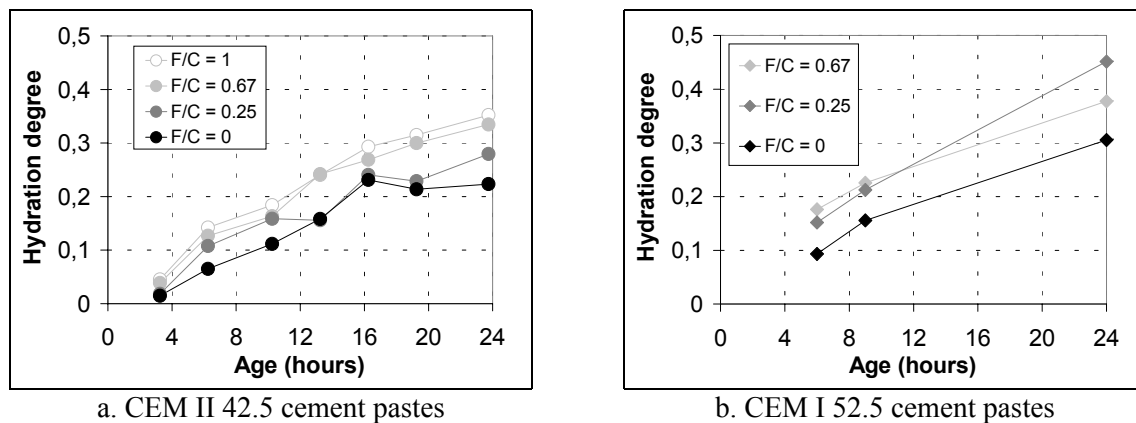 Hydration degree
0,5
0,4
0,3
0,2
0,1
0
F/C = 1
F/C = 0.67
F/C = 0.25
F/C = 0
0 4 8 12 16 20 24
Age (hours)
a. CEM II 42.5 cement pastes
Hydration degree
0,5
0,4
0,3
0,2
0,1
0
F/C = 0.67
F/C = 0.25
F/C = 0
0 4 8 12 16 20 24
Age (hours)
b. CEM I 52.5 cement pastes